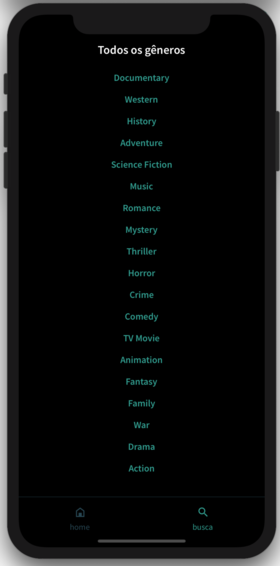 Todos os gêneros
Documentary
Western
History
Adventure
Science Fiction
Music
Romance
Mystery
Thriller
Horror
Crime
Comedy
TV Movie
Animation
Fantasy
Family
War
Drama
Action
home
busca